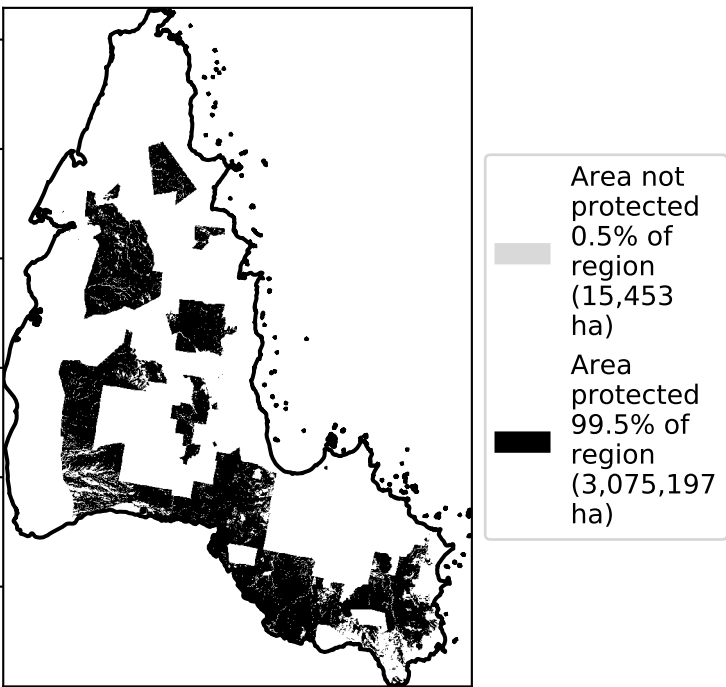 Area not
protected
0.5% of
region
(15,453
ha)
Area
protected
99.5% of
region
(3,075,197
ha)